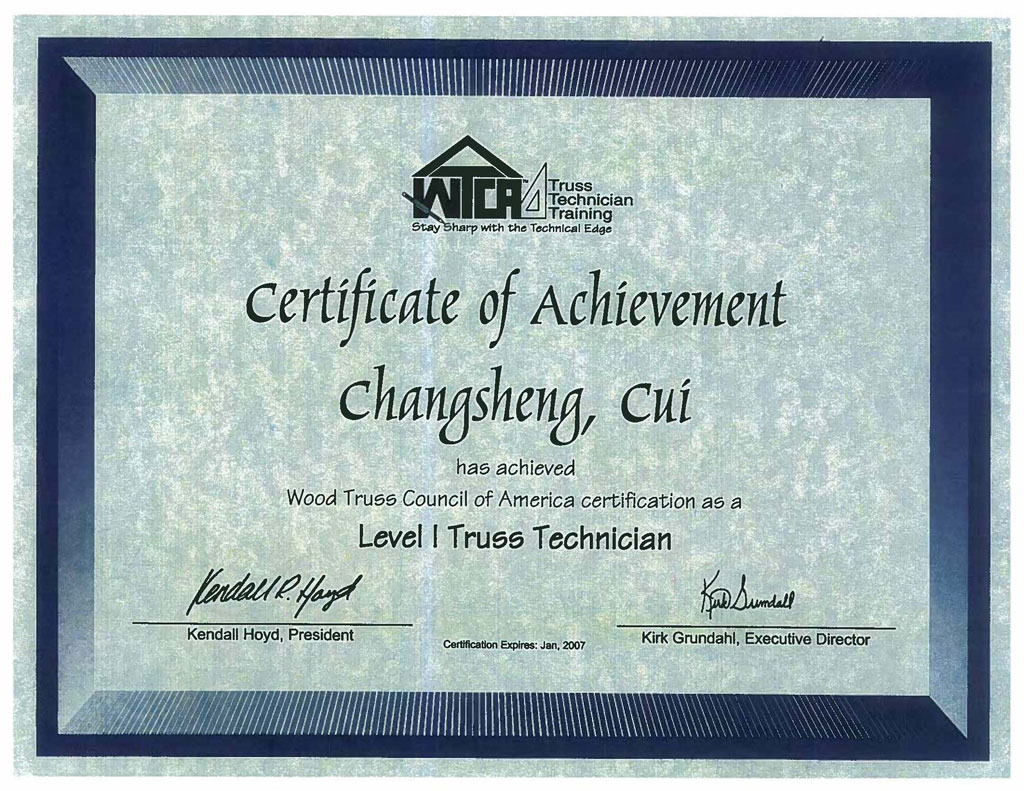 WTCA™ Truss
Technician
Training
Stay Sharp with the Technical Edge
Certificate of Achievement
Changsheng, Cui
has achieved
Wood Truss Council of America certification as a
Level I Truss Technician
Kendall R. Hoyd
Kirk Grundahl
Kendall Hoyd, President
Certification Expires: Jan, 2007
Kirk Grundahl, Executive Director